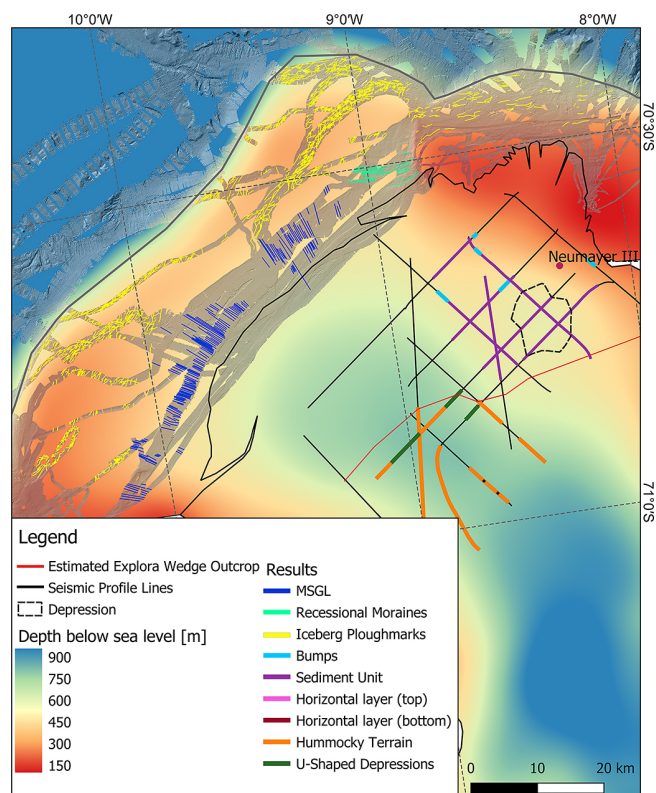 10°0'W 9°0'W 8°0'W
70°30'S
Neumayer III
71°0'S
Legend
Estimated Explora Wedge Outcrop
Seismic Profile Lines
Depression
Depth below sea level [m]
900
750
600
450
300
150
Results
MSGL
Recessional Moraines
Iceberg Ploughmarks
Bumps
Sediment Unit
Horizontal layer (top)
Horizontal layer (bottom)
Hummocky Terrain
U-Shaped Depressions
0 10 20 km